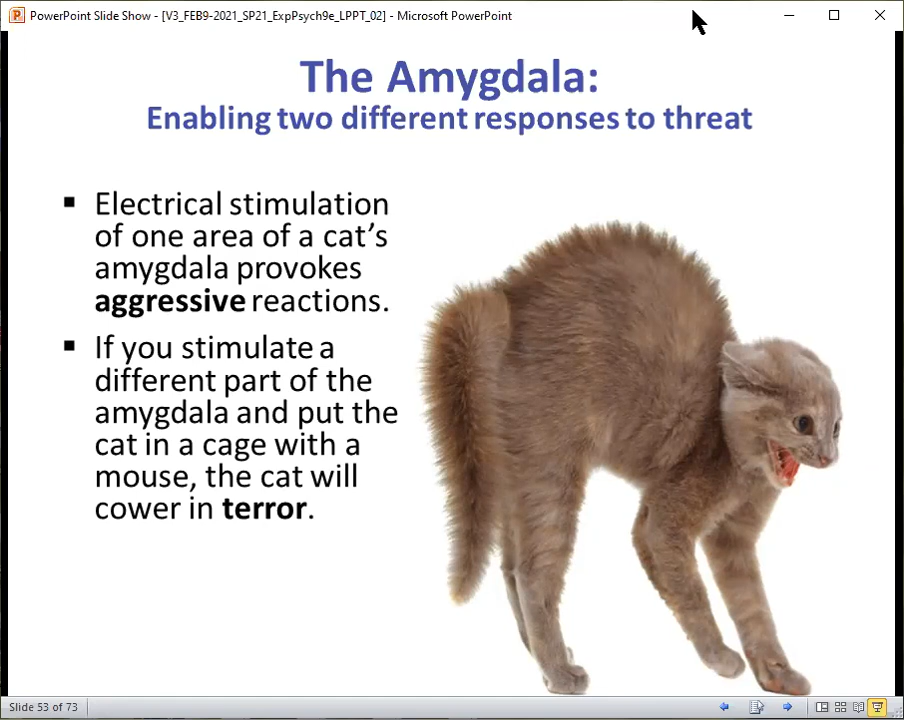 PowerPoint Slide Show - [V3_FEB9-2021_SP21_ExpPsych9e_LPPT_02] - Microsoft PowerPoint
The Amygdala:
Enabling two different responses to threat
▪ Electrical stimulation
of one area of a cat’s
amygdala provokes
aggressive reactions.
▪ If you stimulate a
different part of the
amygdala and put the
cat in a cage with a
mouse, the cat will
cower in terror.
Slide 53 of 73